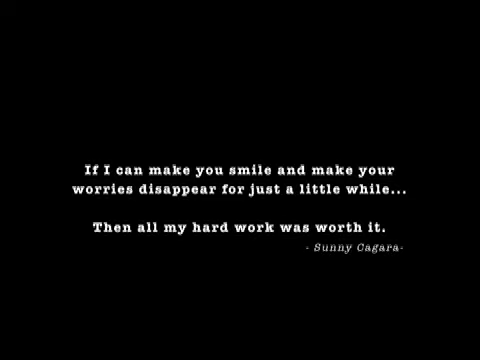 If I can make you smile and make your
worries disappear for just a little while...
Then all my hard work was worth it.
- Sunny Cagara-